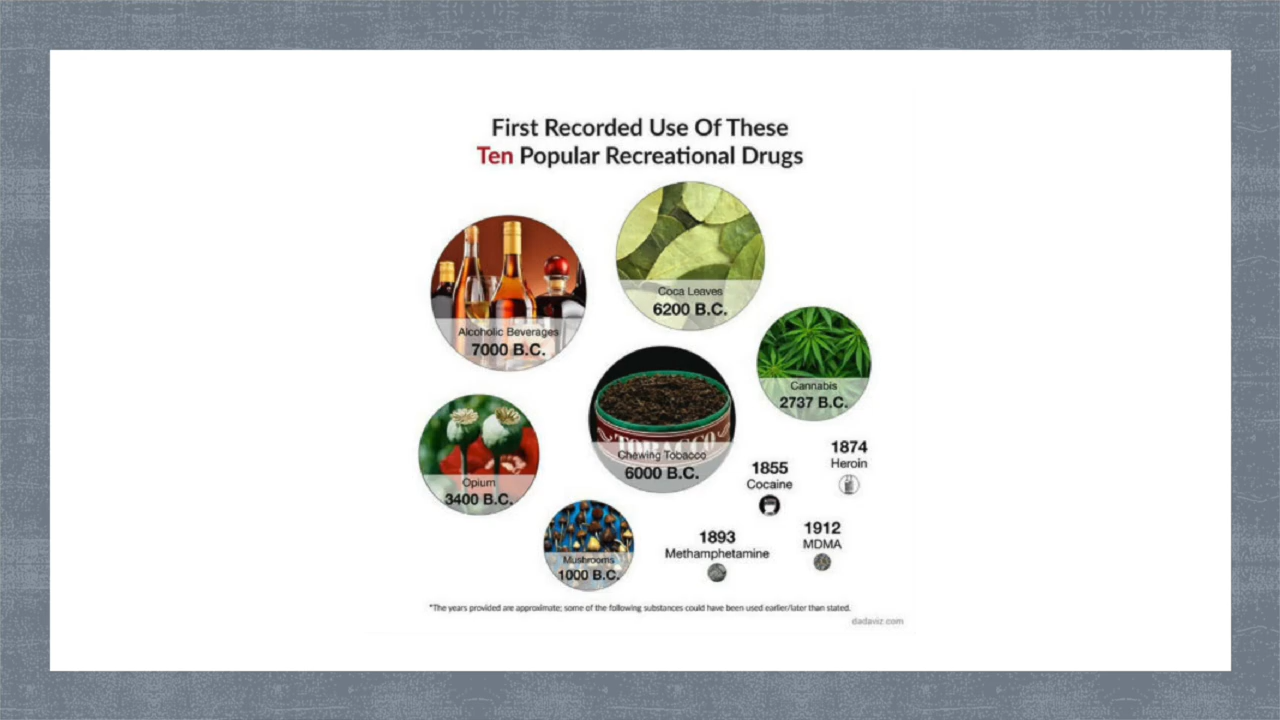 First Recorded Use Of These
Ten Popular Recreational Drugs
Coca Leaves
6200 B.C.
Alcoholic Beverages
7000 B.C.
Cannabis
2737 B.C.
TOBACCO
Chewing Tobacco
6000 B.C.
1874
Heroin
1855
Cocaine
Opium
3400 B.C.
1912
MDMA
1893
Methamphetamine
Mushrooms
1000 B.C.
*The years provided are approximate; some of the following substances could have been used earlier/later than stated.
dadaviz.com